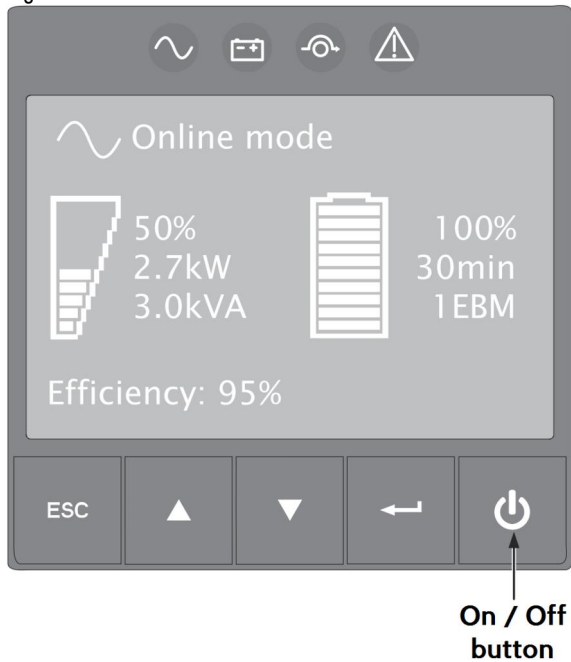 Online mode
50%
100%
2.7kW
30min
3.0kVA
1EBM
Efficiency: 95%
ESC
On / Off
button